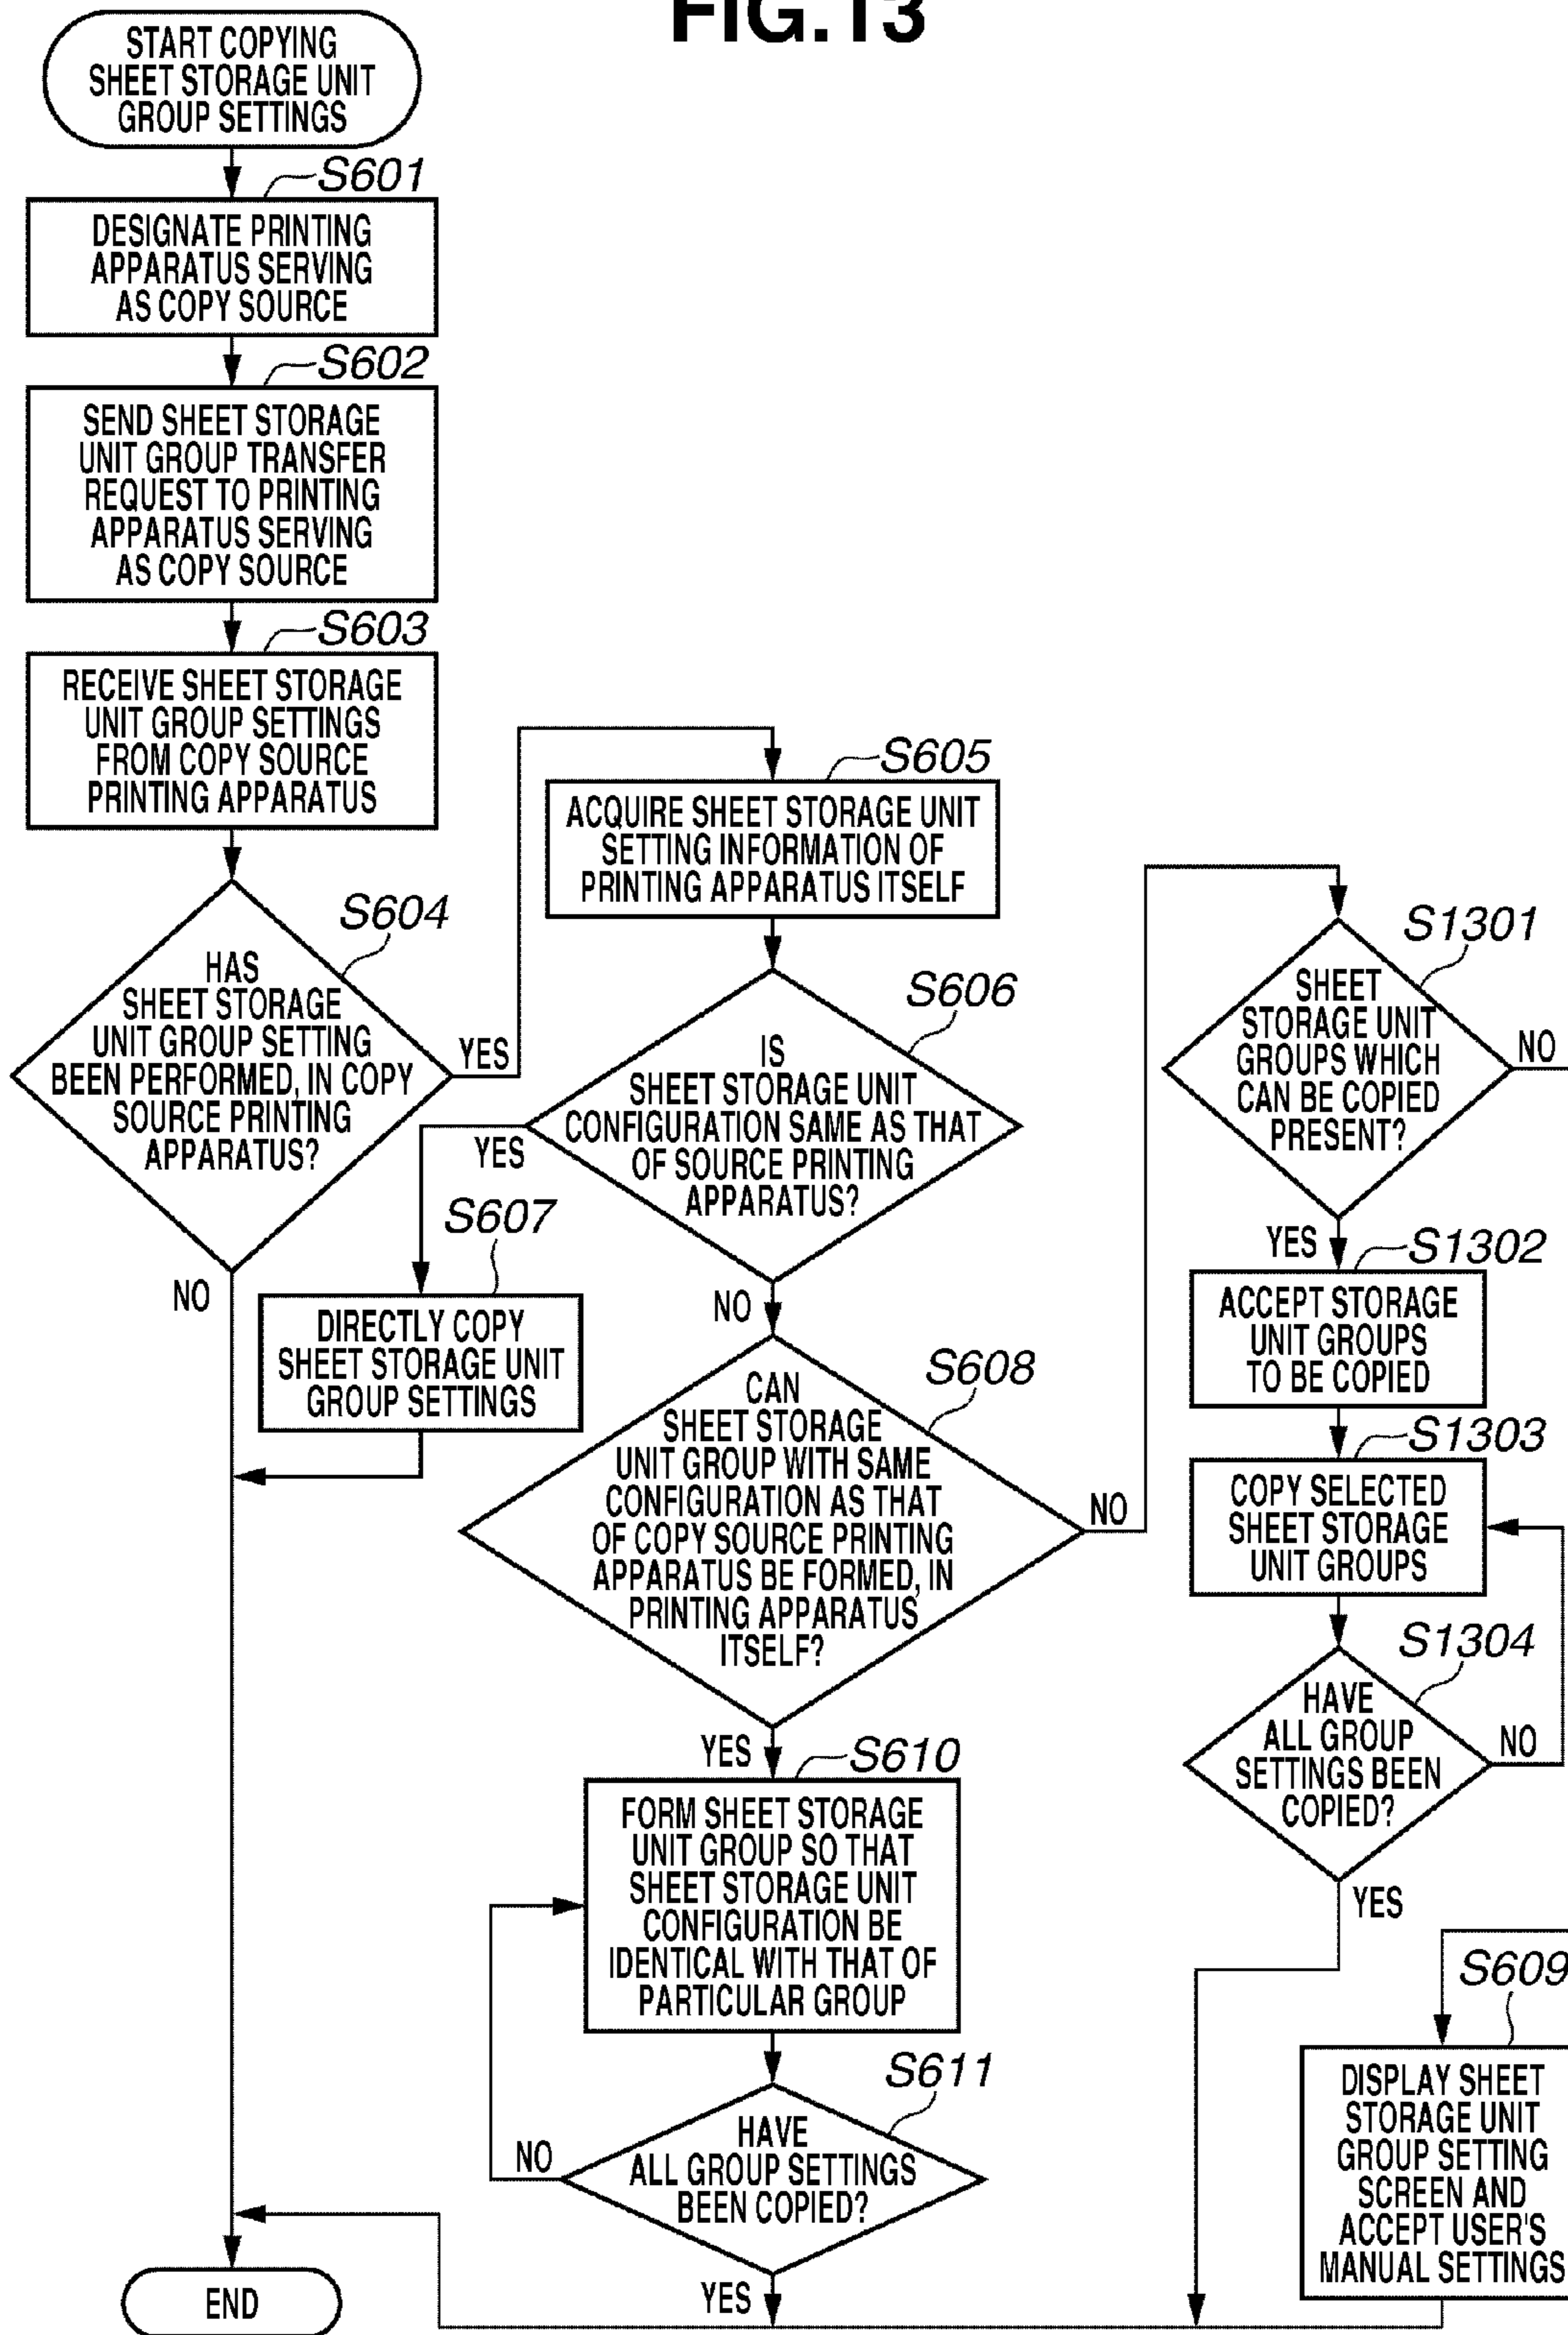 FIG.13
START COPYING
SHEET STORAGE UNIT
GROUP SETTINGS
S601
DESIGNATE PRINTING
APPARATUS SERVING
AS COPY SOURCE
S602
SEND SHEET STORAGE
UNIT GROUP TRANSFER
REQUEST TO PRINTING
APPARATUS SERVING
AS COPY SOURCE
S603
RECEIVE SHEET STORAGE
UNIT GROUP SETTINGS
FROM COPY SOURCE
PRINTING APPARATUS
S604
HAS
SHEET STORAGE
UNIT GROUP SETTING
BEEN PERFORMED, IN COPY
SOURCE PRINTING
APPARATUS?
YES
NO
S605
ACQUIRE SHEET STORAGE UNIT
SETTING INFORMATION OF
PRINTING APPARATUS ITSELF
S606
IS
SHEET STORAGE UNIT
CONFIGURATION SAME AS THAT
OF SOURCE PRINTING
APPARATUS?
YES
NO
S607
DIRECTLY COPY
SHEET STORAGE UNIT
GROUP SETTINGS
S608
CAN
SHEET STORAGE
UNIT GROUP WITH SAME
CONFIGURATION AS THAT
OF COPY SOURCE PRINTING
APPARATUS BE FORMED, IN
PRINTING APPARATUS
ITSELF?
NO
YES
S610
FORM SHEET STORAGE
UNIT GROUP SO THAT
SHEET STORAGE UNIT
CONFIGURATION BE
IDENTICAL WITH THAT OF
PARTICULAR GROUP
S611
HAVE
ALL GROUP SETTINGS
BEEN COPIED?
NO
YES
S1301
SHEET
STORAGE UNIT
GROUPS WHICH
CAN BE COPIED
PRESENT?
NO
YES
S1302
ACCEPT STORAGE
UNIT GROUPS
TO BE COPIED
S1303
COPY SELECTED
SHEET STORAGE
UNIT GROUPS
S1304
HAVE
ALL GROUP
SETTINGS BEEN
COPIED?
NO
YES
S609
DISPLAY SHEET
STORAGE UNIT
GROUP SETTING
SCREEN AND
ACCEPT USER'S
MANUAL SETTINGS
END